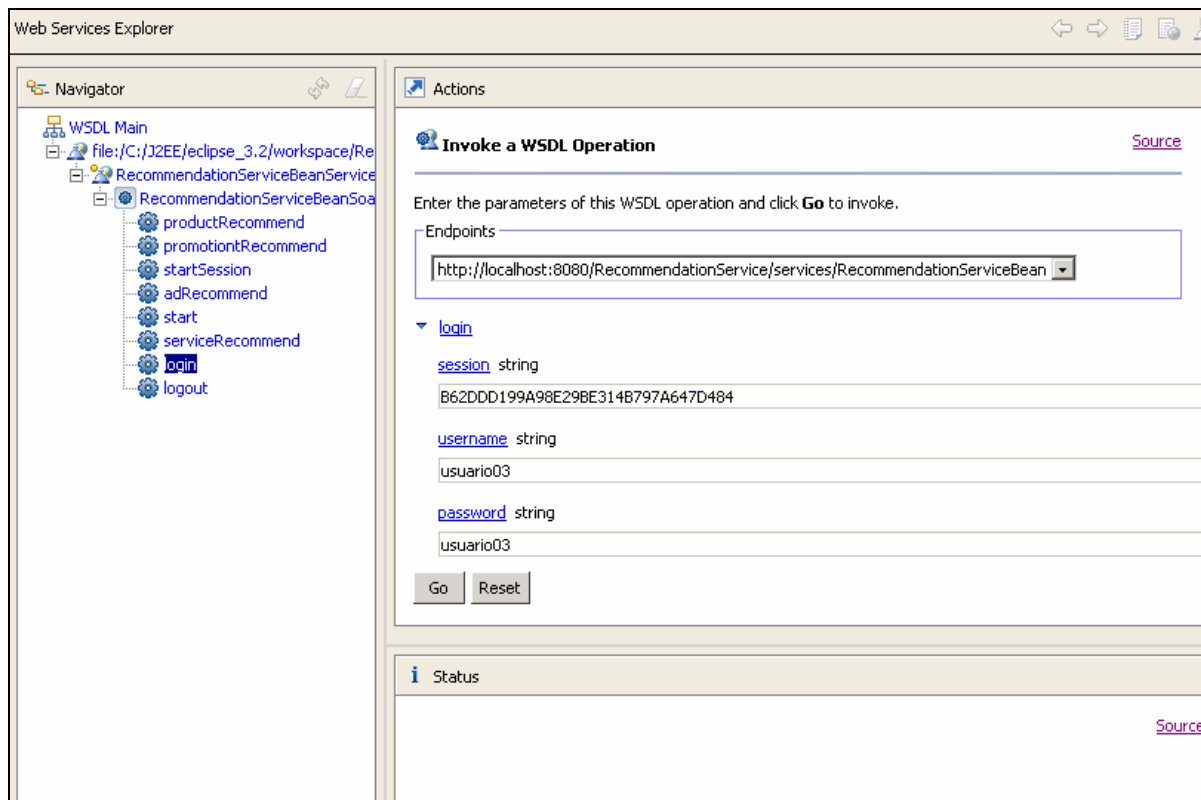 Web Services Explorer
Navigator
WSDL Main
file:/C:/J2EE/eclipse_3.2/workspace/Re
RecommendationServiceBeanService
RecommendationServiceBeanSoa
productRecommend
promotiontRecommend
startSession
adRecommend
start
serviceRecommend
login
logout
Actions
Invoke a WSDL Operation
Source
Enter the parameters of this WSDL operation and click Go to invoke.
Endpoints
http://localhost:8080/RecommendationService/services/RecommendationServiceBean
login
session string
B62DDD199A98E29BE314B797A647D484
username string
usuario03
password string
usuario03
Go Reset
i Status
Source